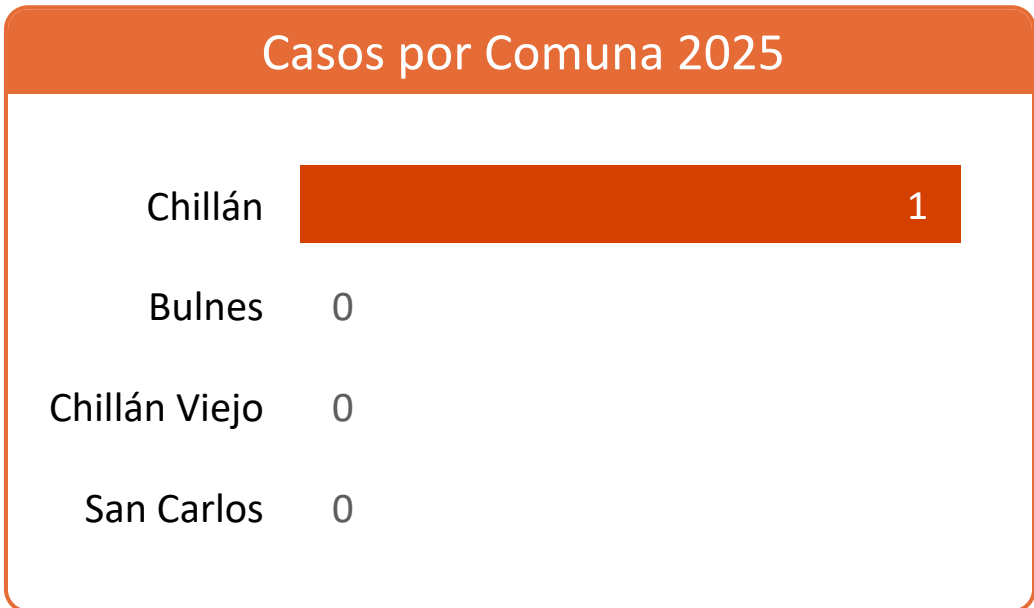 Casos por Comuna 2025
Chillán 1
Bulnes 0
Chillán Viejo 0
San Carlos 0